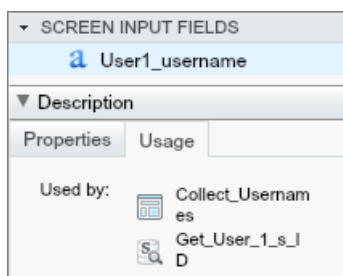 SCREEN INPUT FIELDS
a User1_username
Description
Properties Usage
Used by: Collect_Usernam
es
Get_User_1_s_I
D